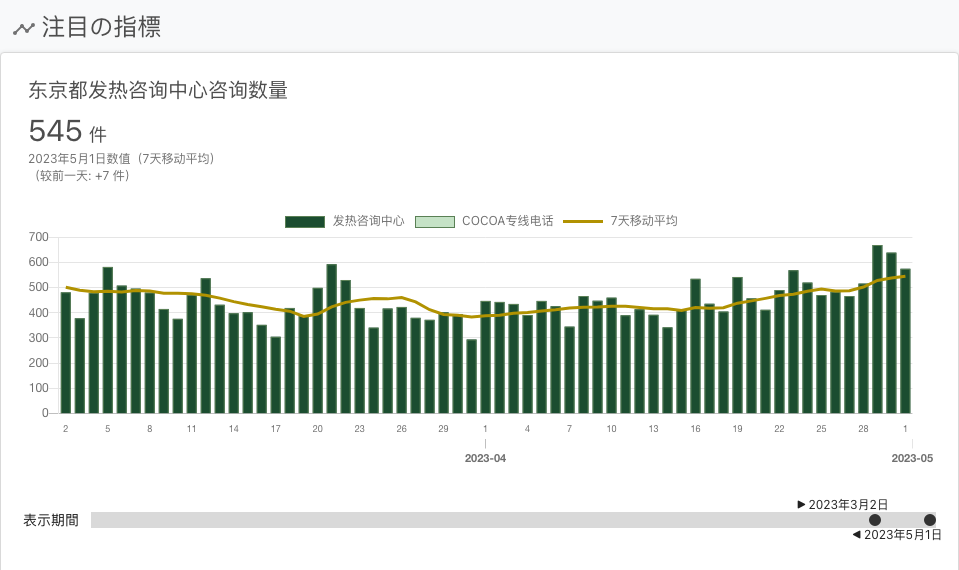 注目の指標
东京都发热咨询中心咨询数量
545 件
2023年5月1日数值（7天移动平均）
（较前一天: +7 件）
发热咨询中心 COCOA专线电话 7天移动平均
700
600
500
400
300
200
100
0
2 5 8 11 14 17 20 23 26 29 1 4 7 10 13 16 19 22 25 28 1
2023-04 2023-05
▶ 2023年3月2日
表示期間
◀ 2023年5月1日